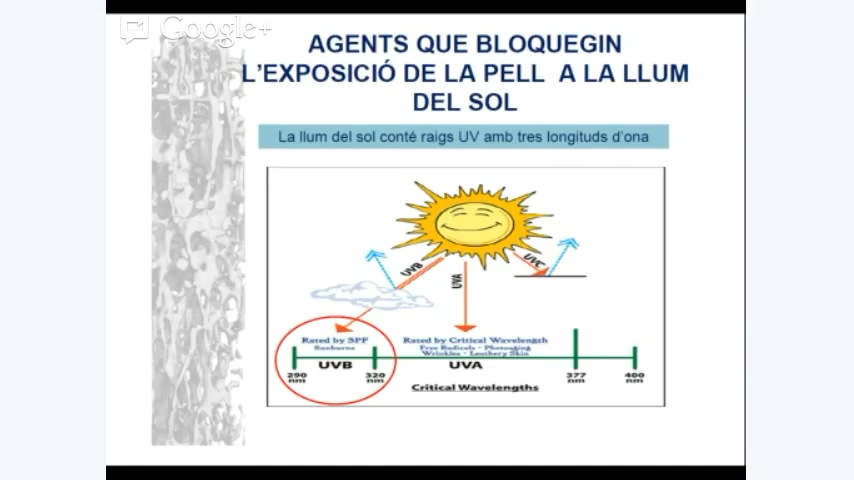 Google+
AGENTS QUE BLOQUEGIN
L'EXPOSICIÓ DE LA PELL A LA LLUM
DEL SOL
La llum del sol conté raigs UV amb tres longituds d'ona
UVB
UVA
UVC
Rated by SPF
Sunburns
Rated by Critical Wavelength
Free Radicals - Photoaging
Wrinkles - Leathery Skin
UVB
UVA
290 nm
320 nm
377 nm
400 nm
Critical Wavelengths